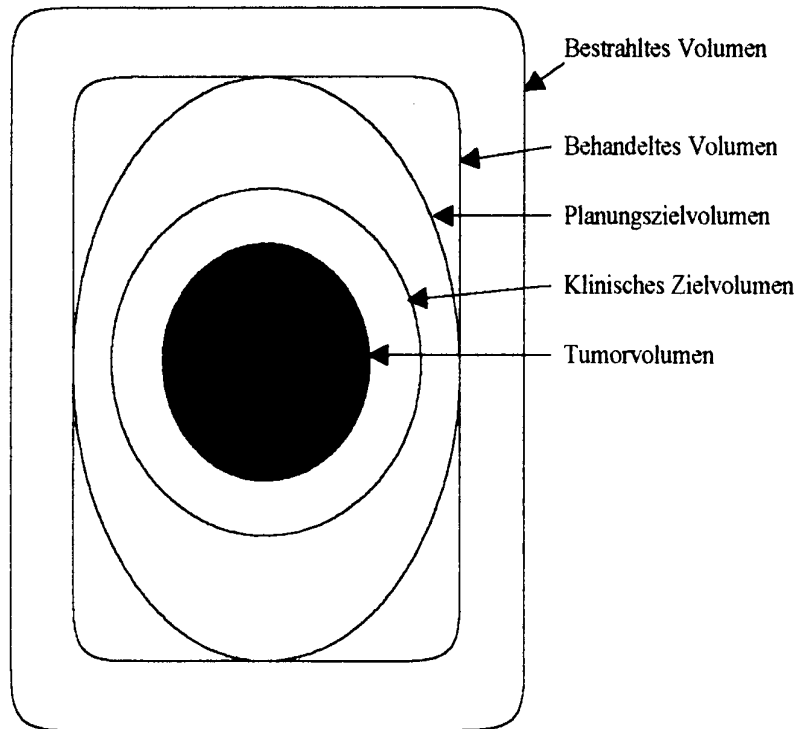 Bestrahltes Volumen
Behandeltes Volumen
Planungszielvolumen
Klinisches Zielvolumen
Tumorvolumen